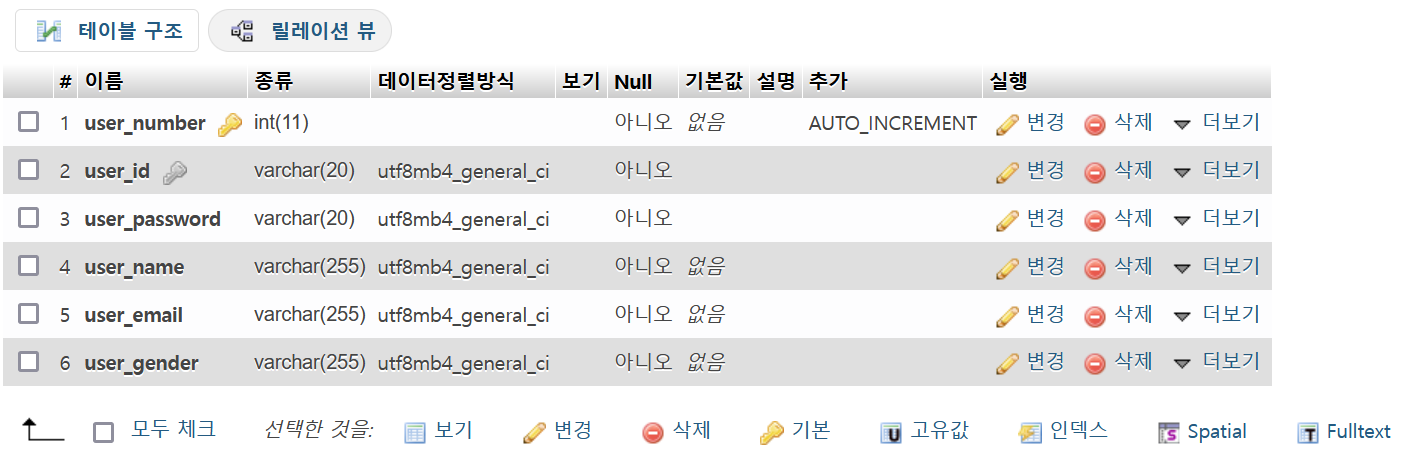 테이블 구조 릴레이션 뷰
# 이름 종류 데이터정렬방식 보기 Null 기본값 설명 추가 실행
1 user_number int(11) 아니오 없음 AUTO_INCREMENT 변경 삭제 더보기
2 user_id varchar(20) utf8mb4_general_ci 아니오 변경 삭제 더보기
3 user_password varchar(20) utf8mb4_general_ci 아니오 변경 삭제 더보기
4 user_name varchar(255) utf8mb4_general_ci 아니오 없음 변경 삭제 더보기
5 user_email varchar(255) utf8mb4_general_ci 아니오 없음 변경 삭제 더보기
6 user_gender varchar(255) utf8mb4_general_ci 아니오 없음 변경 삭제 더보기
모두 체크 선택한 것을: 보기 변경 삭제 기본 U 고유값 인덱스 S Spatial T Fulltext